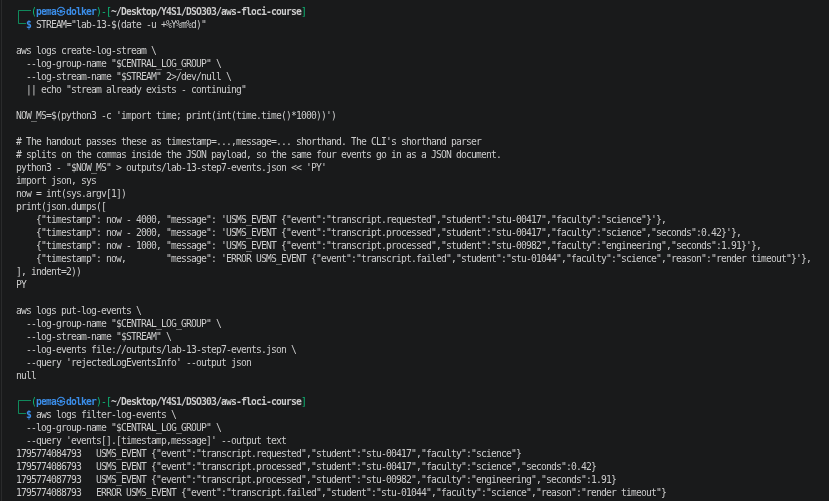 ┌──(pema㉿dolker)-[~/Desktop/Y4S1/DSO303/aws-floci-course]
└─$ STREAM="lab-13-$(date -u +%Y%m%d)"
aws logs create-log-stream \
--log-group-name "$CENTRAL_LOG_GROUP" \
--log-stream-name "$STREAM" 2>/dev/null \
|| echo "stream already exists - continuing"
NOW_MS=$(python3 -c 'import time; print(int(time.time()*1000))')
# The handout passes these as timestamp=...,message=... shorthand. The CLI's shorthand parser
# splits on the commas inside the JSON payload, so the same four events go in as a JSON document.
python3 - "$NOW_MS" > outputs/lab-13-step7-events.json << 'PY'
import json, sys
now = int(sys.argv[1])
print(json.dumps([
{"timestamp": now - 4000, "message": 'USMS_EVENT {"event":"transcript.requested","student":"stu-00417","faculty":"science"}'},
{"timestamp": now - 2000, "message": 'USMS_EVENT {"event":"transcript.processed","student":"stu-00417","faculty":"science","seconds":0.42}'},
{"timestamp": now - 1000, "message": 'USMS_EVENT {"event":"transcript.processed","student":"stu-00982","faculty":"engineering","seconds":1.91}'},
{"timestamp": now, "message": 'ERROR USMS_EVENT {"event":"transcript.failed","student":"stu-01044","faculty":"science","reason":"render timeout"}'},
], indent=2))
PY
aws logs put-log-events \
--log-group-name "$CENTRAL_LOG_GROUP" \
--log-stream-name "$STREAM" \
--log-events file://outputs/lab-13-step7-events.json \
--query 'rejectedLogEventsInfo' --output json
null
┌──(pema㉿dolker)-[~/Desktop/Y4S1/DSO303/aws-floci-course]
└─$ aws logs filter-log-events \
--log-group-name "$CENTRAL_LOG_GROUP" \
--query 'events[].[timestamp,message]' --output text
1795774084793 USMS_EVENT {"event":"transcript.requested","student":"stu-00417","faculty":"science"}
1795774086793 USMS_EVENT {"event":"transcript.processed","student":"stu-00417","faculty":"science","seconds":0.42}
1795774087793 USMS_EVENT {"event":"transcript.processed","student":"stu-00982","faculty":"engineering","seconds":1.91}
1795774088793 ERROR USMS_EVENT {"event":"transcript.failed","student":"stu-01044","faculty":"science","reason":"render timeout"}